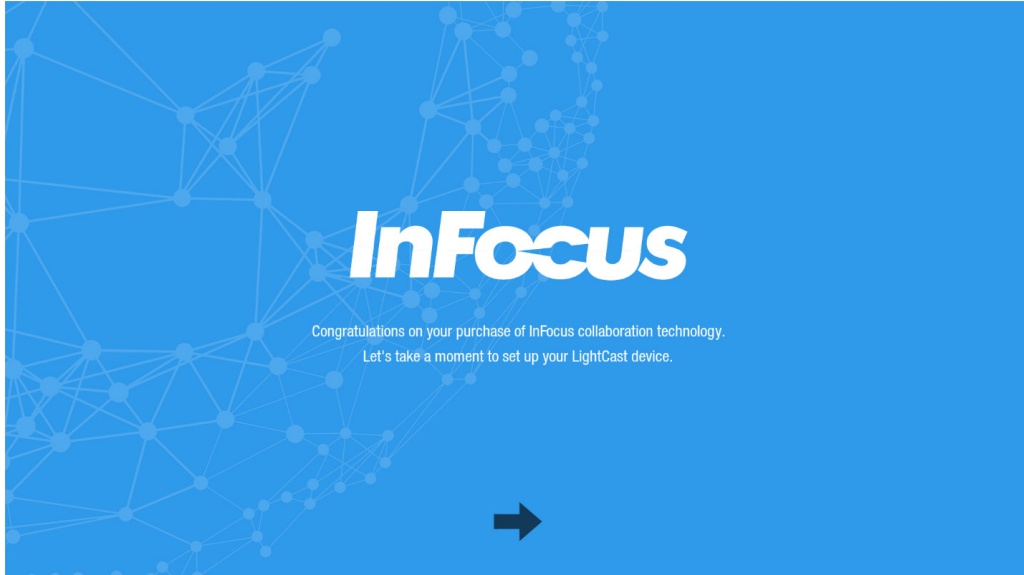 InFocus
Congratulations on your purchase of InFocus collaboration technology.
Let's take a moment to set up your LightCast device.